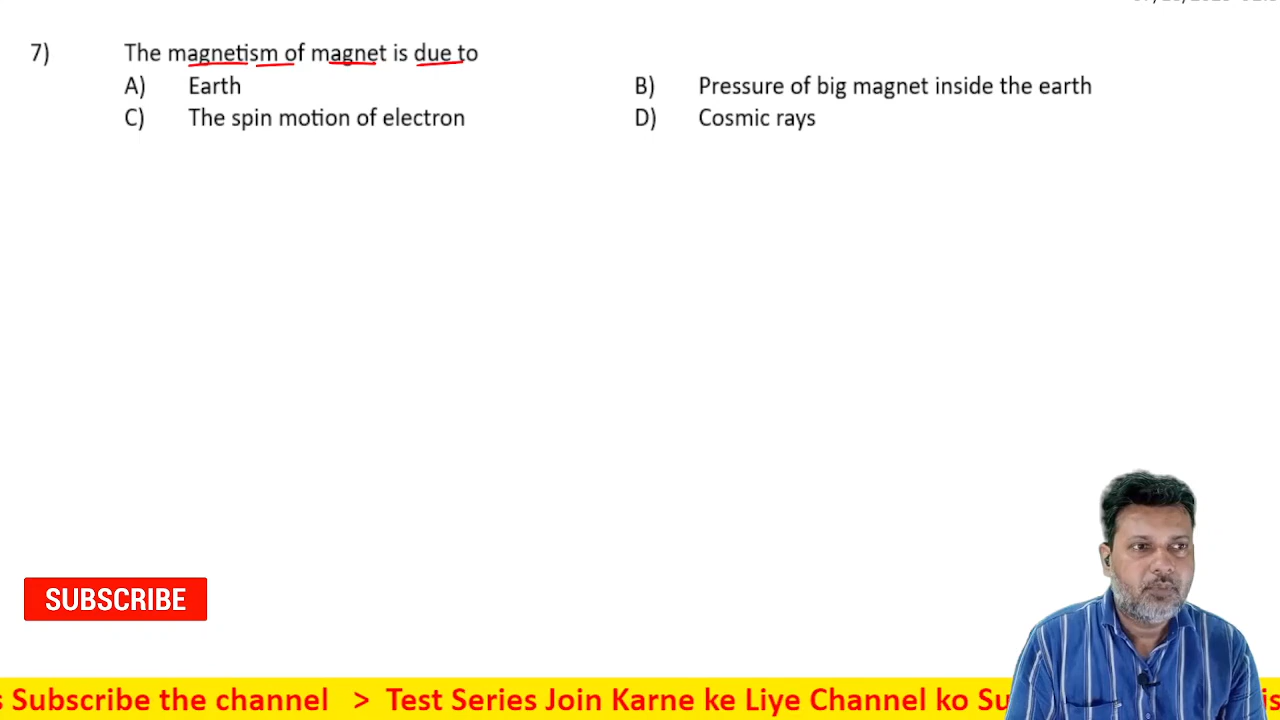 7) The magnetism of magnet is due to
A) Earth B) Pressure of big magnet inside the earth
C) The spin motion of electron D) Cosmic rays
SUBSCRIBE
Subscribe the channel > Test Series Join Karne ke Liye Channel ko